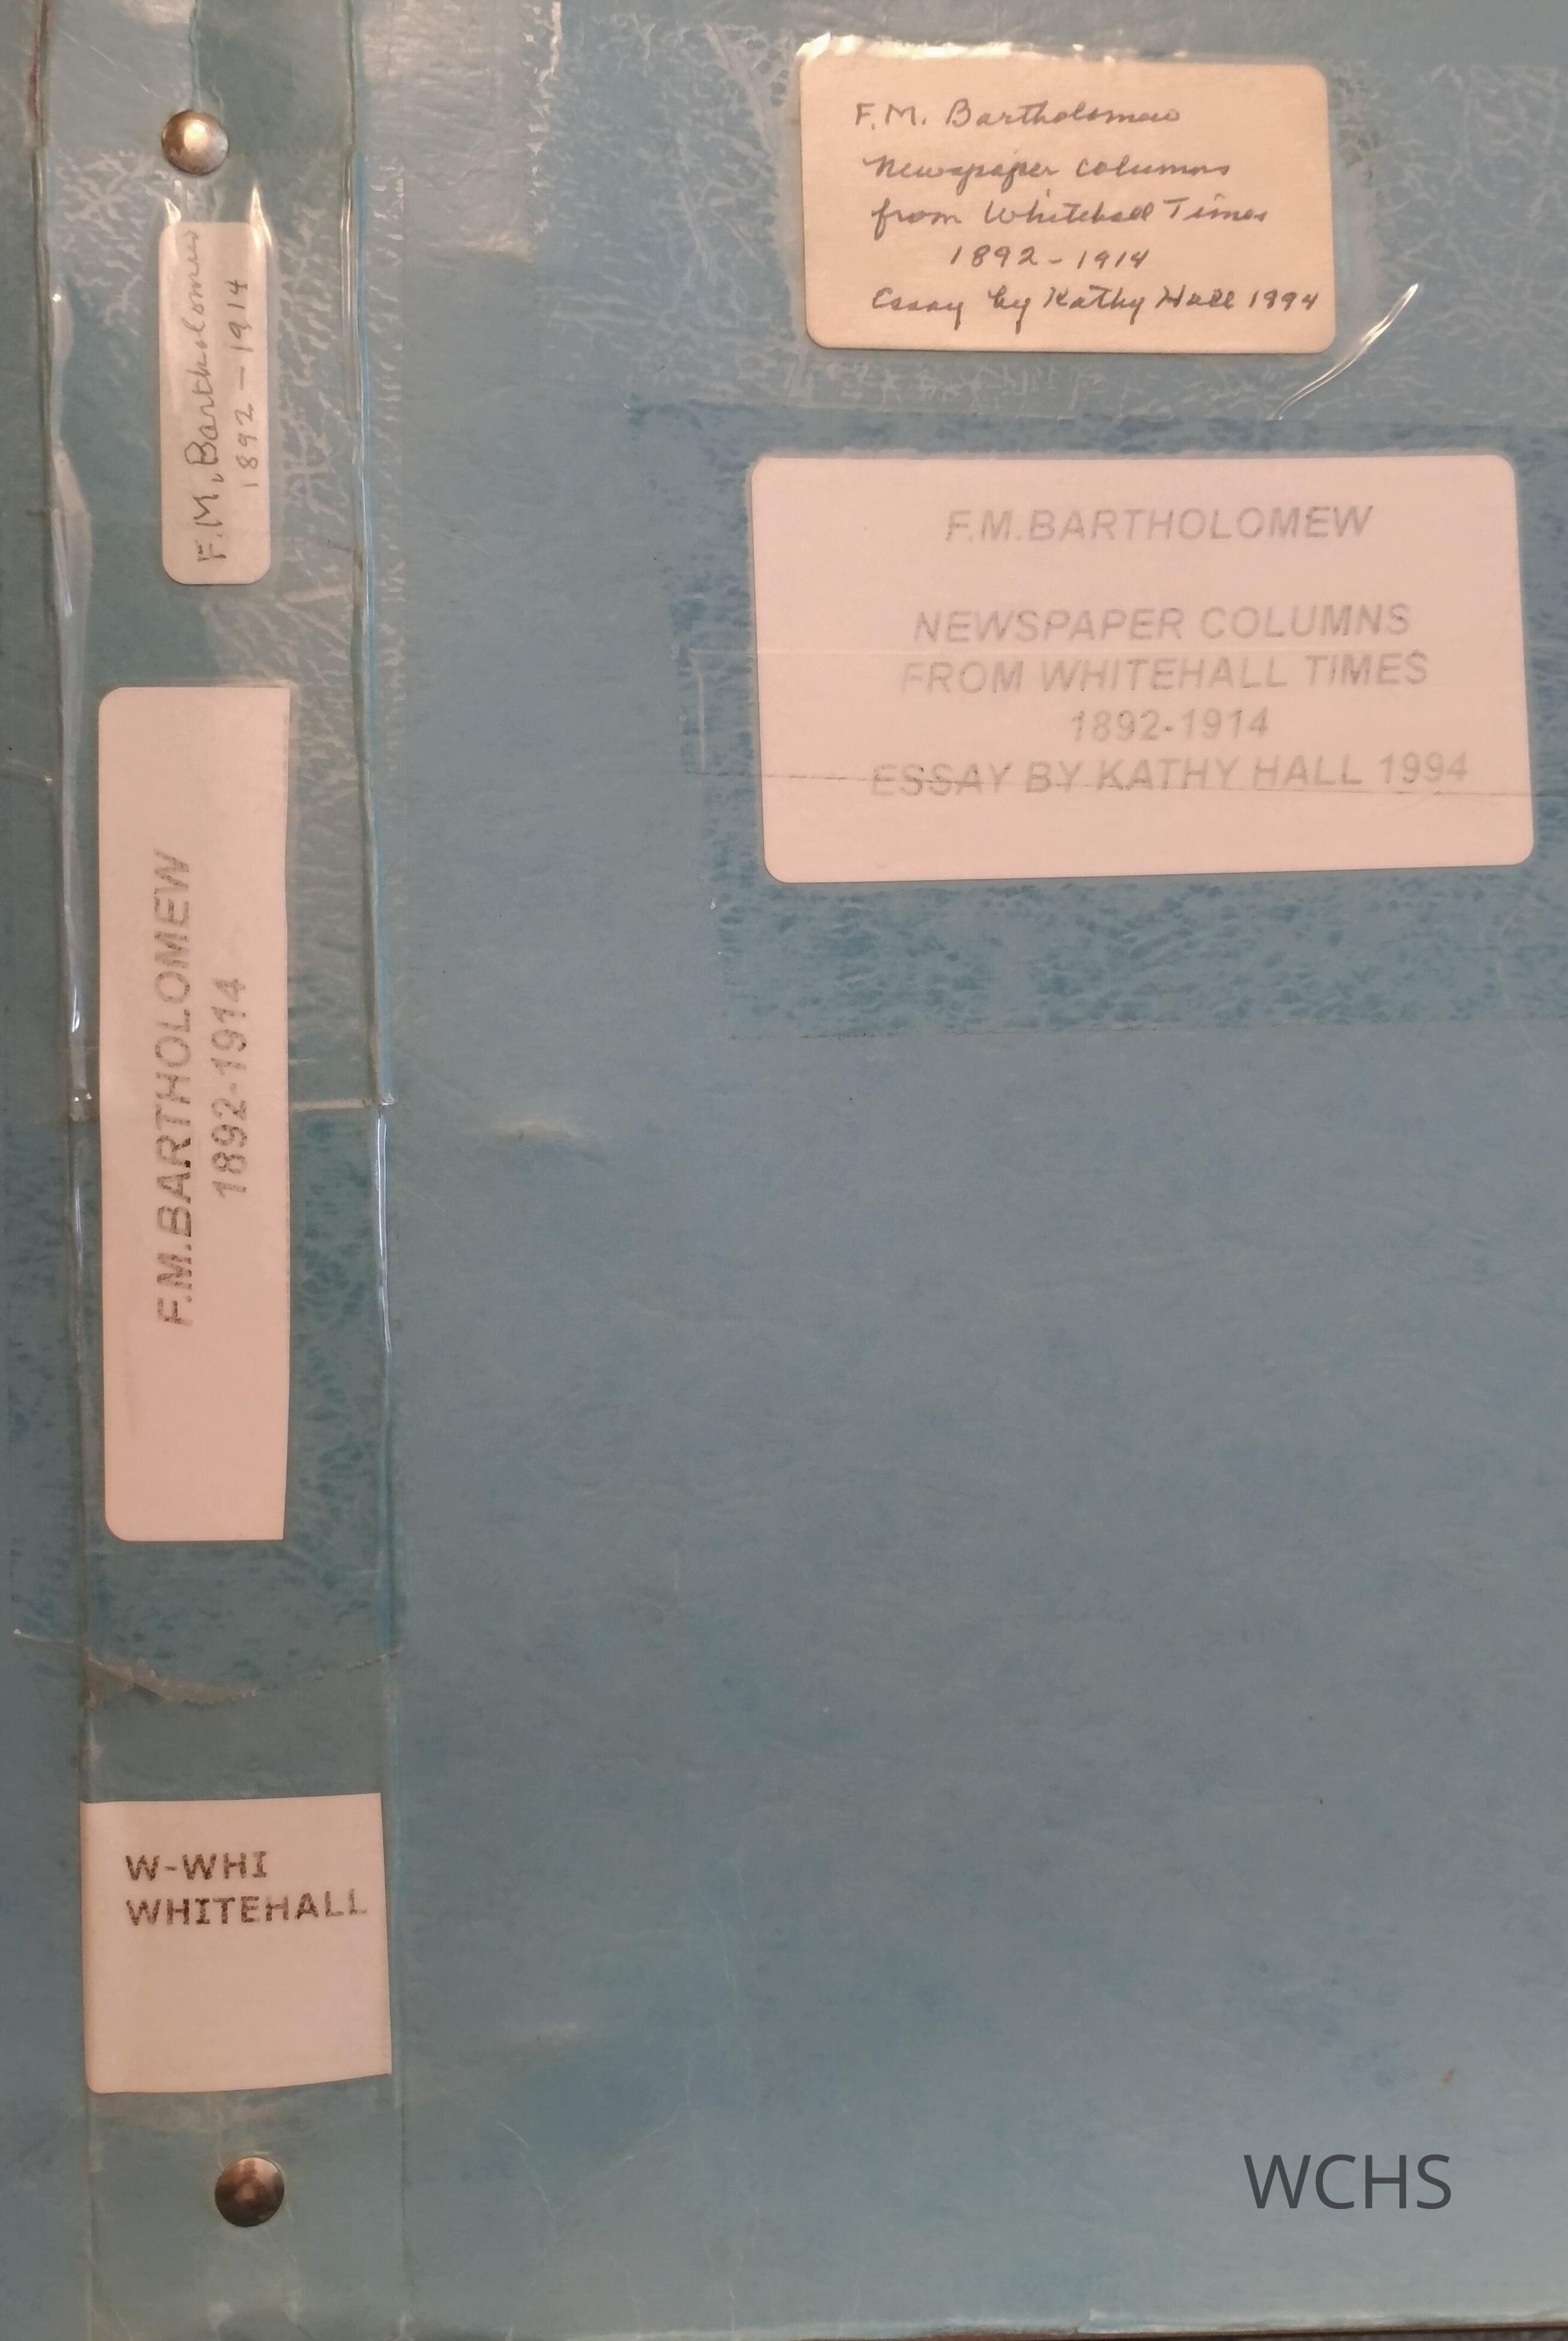 F.M. Bartholomew
Newspaper columns
from Whitehall Times
1892-1914
Essay by Kathy Hall 1994
F.M. Bartholomew
1892-1914
F.M.BARTHOLOMEW
NEWSPAPER COLUMNS
FROM WHITEHALL TIMES
1892-1914
ESSAY BY KATHY HALL 1994
F.M.BARTHOLOMEW
1892-1914
W-WHI
WHITEHALL
WCHS